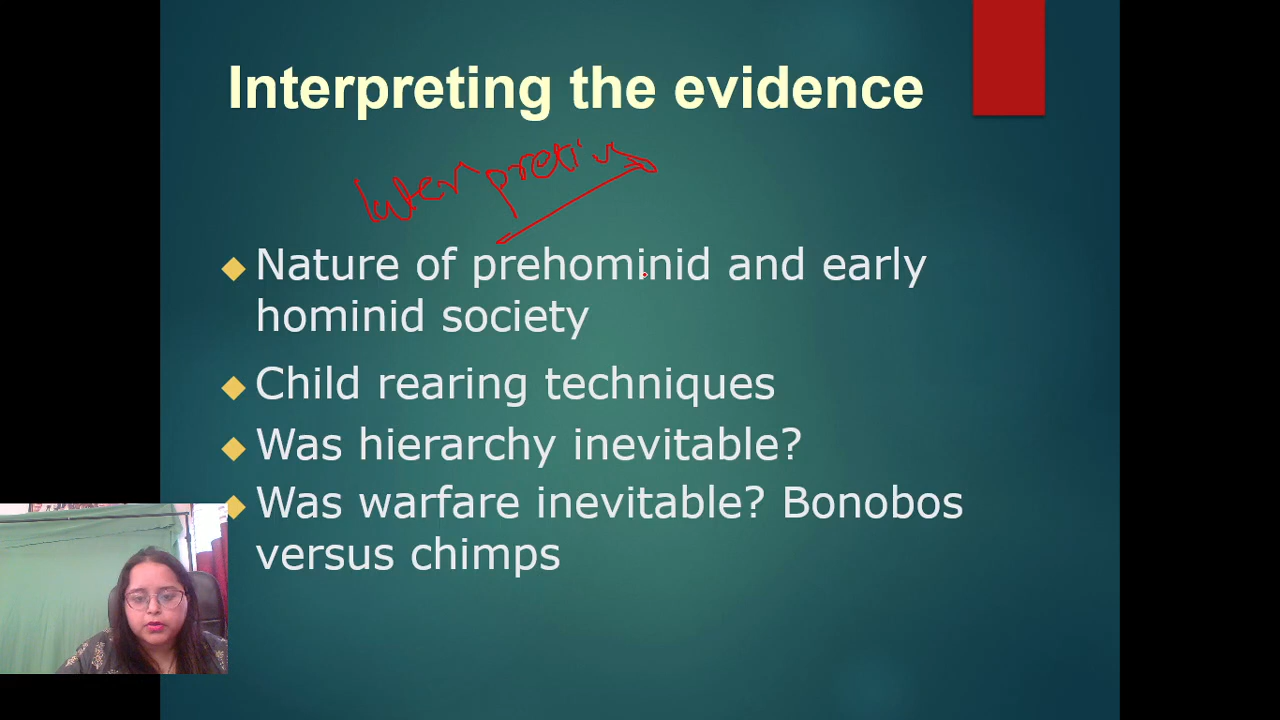 Interpreting the evidence
Interpretive
◆ Nature of prehominid and early
hominid society
◆ Child rearing techniques
◆ Was hierarchy inevitable?
◆ Was warfare inevitable? Bonobos
versus chimps